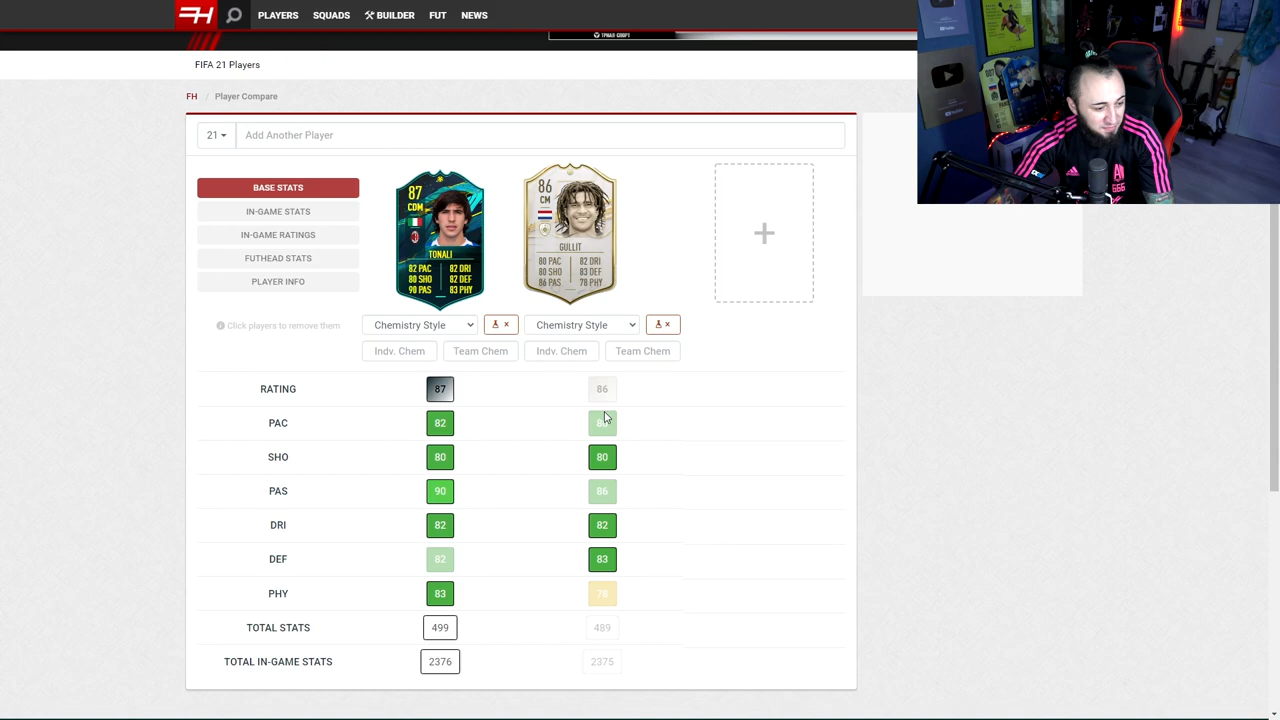 FH
PLAYERS
SQUADS
BUILDER
FUT
NEWS
FIFA 21 Players
FH / Player Compare
21
Add Another Player
BASE STATS
IN-GAME STATS
IN-GAME RATINGS
FUTHEAD STATS
PLAYER INFO
Click players to remove them
87
CDM
TONALI
82 PAC 82 DRI
80 SHO 82 DEF
90 PAS 83 PHY
86
CM
GULLIT
80 PAC 82 DRI
80 SHO 83 DEF
86 PAS 78 PHY
+
Chemistry Style
×
Chemistry Style
×
Indv. Chem
Team Chem
Indv. Chem
Team Chem
RATING 87 86
PAC 82
SHO 80 80
PAS 90 86
DRI 82 82
DEF 82 83
PHY 83 78
TOTAL STATS 499 489
TOTAL IN-GAME STATS 2376 2375
YouTube